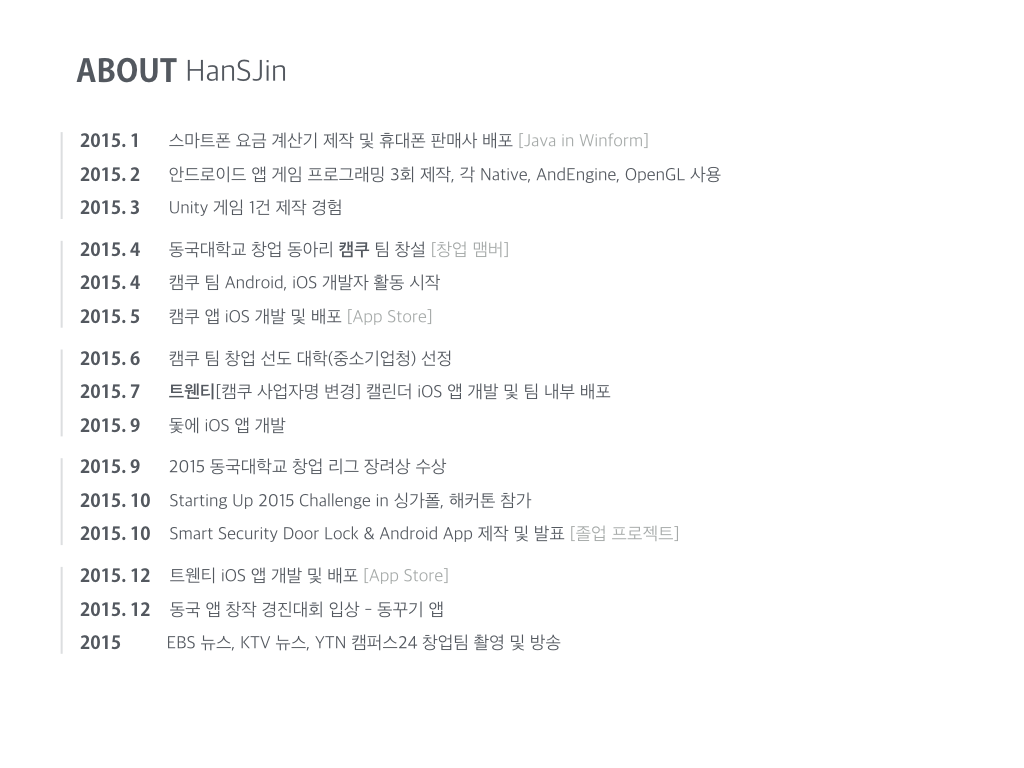 ABOUT HanSJin
2015. 1 스마트폰 요금 계산기 제작 및 휴대폰 판매사 배포 [Java in Winform]
2015. 2 안드로이드 앱 게임 프로그래밍 3회 제작, 각 Native, AndEngine, OpenGL 사용
2015. 3 Unity 게임 1건 제작 경험
2015. 4 동국대학교 창업 동아리 캠쿠 팀 창설 [창업 맴버]
2015. 4 캠쿠 팀 Android, iOS 개발자 활동 시작
2015. 5 캠쿠 앱 iOS 개발 및 배포 [App Store]
2015. 6 캠쿠 팀 창업 선도 대학(중소기업청) 선정
2015. 7 트웬티[캠쿠 사업자명 변경] 캘린더 iOS 앱 개발 및 팀 내부 배포
2015. 9 돛에 iOS 앱 개발
2015. 9 2015 동국대학교 창업 리그 장려상 수상
2015. 10 Starting Up 2015 Challenge in 싱가폴, 해커톤 참가
2015. 10 Smart Security Door Lock & Android App 제작 및 발표 [졸업 프로젝트]
2015. 12 트웬티 iOS 앱 개발 및 배포 [App Store]
2015. 12 동국 앱 창작 경진대회 입상 - 동꾸기 앱
2015 EBS 뉴스, KTV 뉴스, YTN 캠퍼스24 창업팀 촬영 및 방송